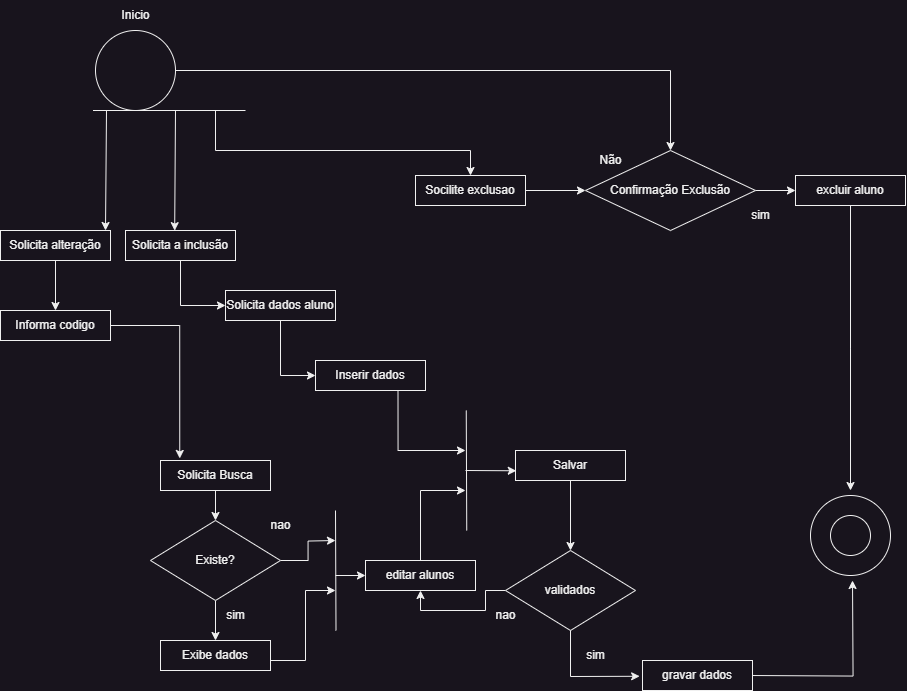 Inicio
Não
Socilite exclusao
Confirmação Exclusão
excluir aluno
sim
Solicita alteração
Solicita a inclusão
Solicita dados aluno
Informa codigo
Inserir dados
Salvar
Solicita Busca
nao
Existe?
editar alunos
validados
sim
nao
Exibe dados
sim
gravar dados